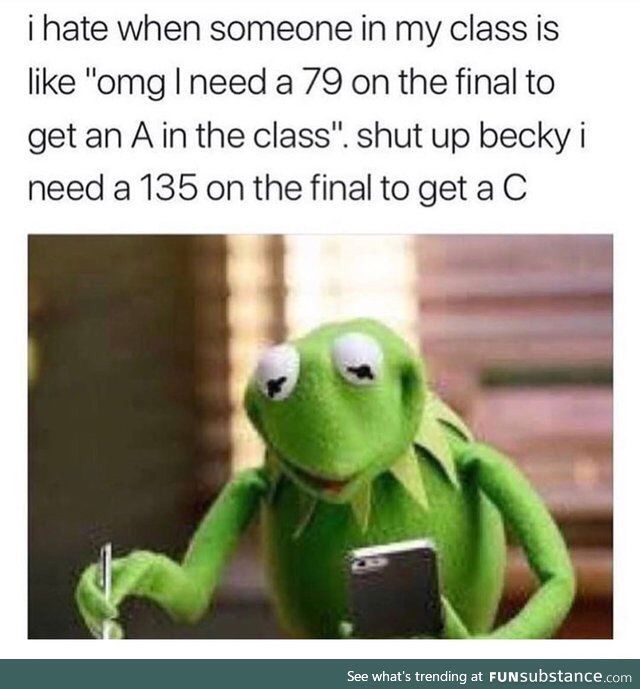 i hate when someone in my class is
like "omg I need a 79 on the final to
get an A in the class". shut up becky i
need a 135 on the final to get a C
See what's trending at FUNsubstance.com